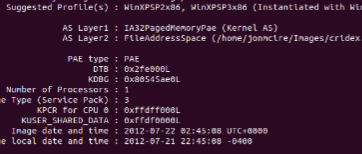 Suggested Profile(s) : WinXPSP2x86, WinXPSP3x86 (Instantiated with Wi
AS Layer1 : IA32PagedMemoryPae (Kernel AS)
AS Layer2 : FileAddressSpace (/home/jonmcire/Images/cridex
PAE type : PAE
DTB : 0x2fe000L
KDBG : 0x80545ae0L
Number of Processors : 1
e Type (Service Pack) : 3
KPCR for CPU 0 : 0xffdff000L
KUSER_SHARED_DATA : 0xffdf0000L
Image date and time : 2012-07-22 02:45:08 UTC+0000
e local date and time : 2012-07-21 22:45:08 -0400